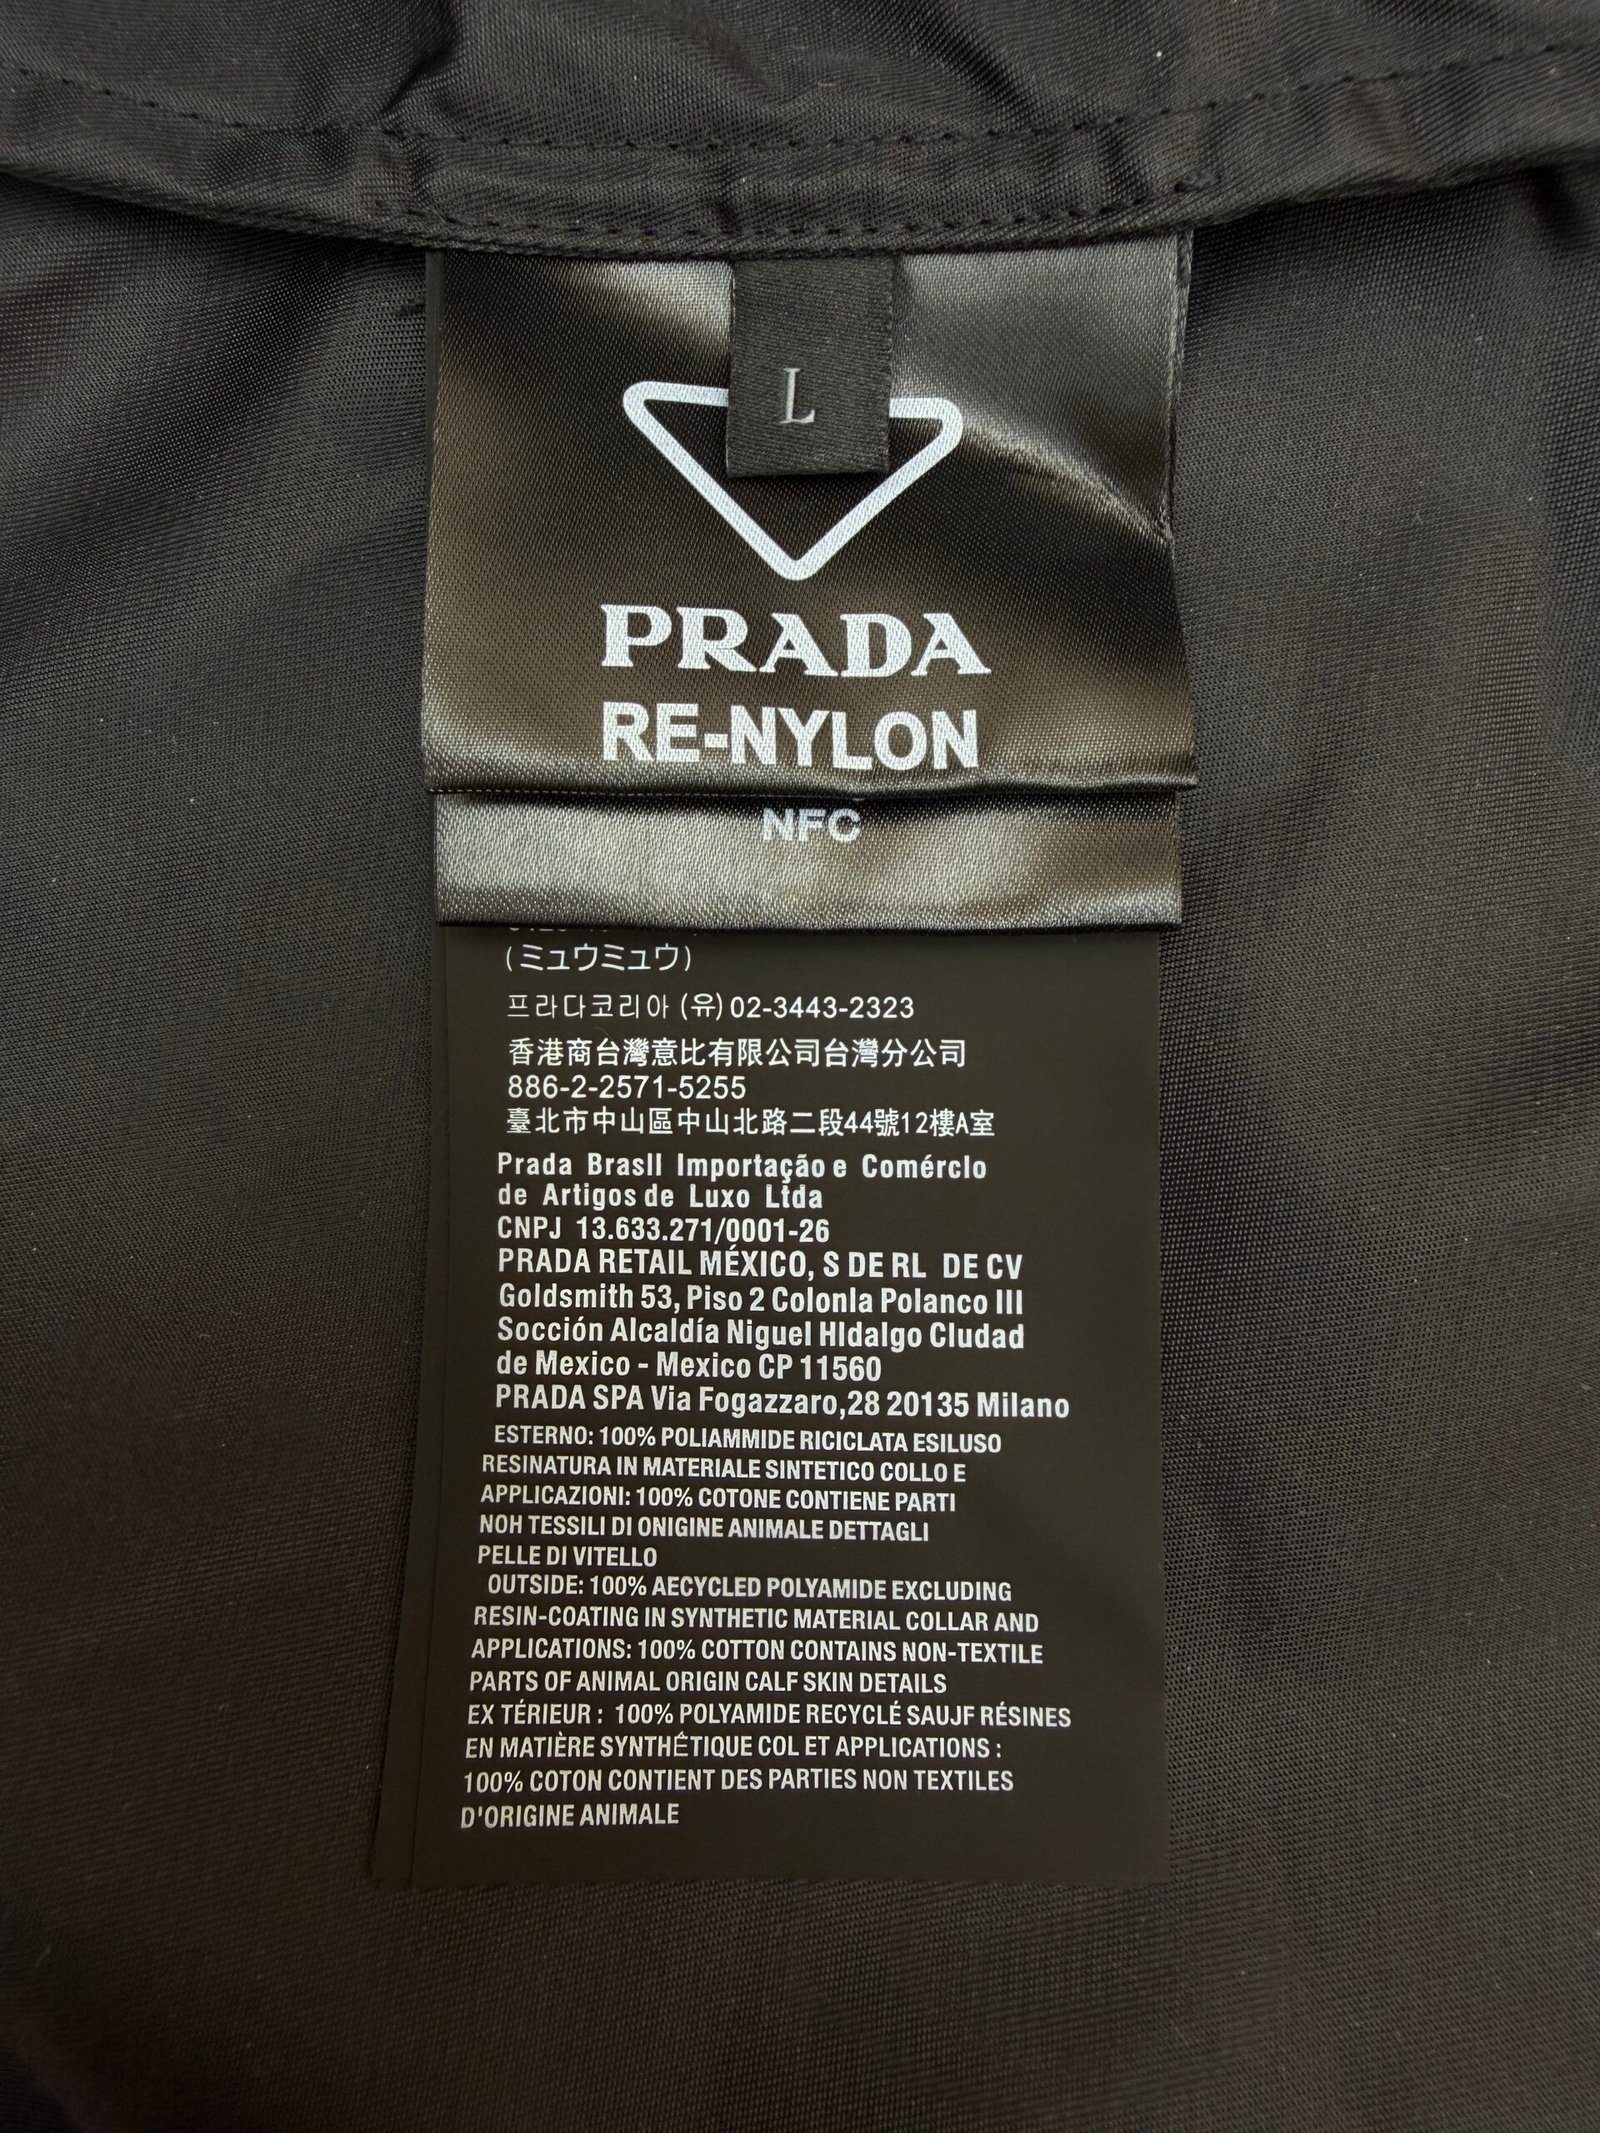 L
PRADA
RE-NYLON
NFC
(ミュウミュウ)
프라다코리아 (유) 02-3443-2323
香港商台灣意比有限公司台灣分公司
886-2-2571-5255
臺北市中山區中山北路二段44號12樓A室
Prada Brasll Importação e Comérclo
de Artigos de Luxo Ltda
CNPJ 13.633.271/0001-26
PRADA RETAIL MÉXICO, S DE RL DE CV
Goldsmith 53, Piso 2 Colonla Polanco III
Socción Alcaldía Niguel Hldalgo Cludad
de Mexico - Mexico CP 11560
PRADA SPA Via Fogazzaro,28 20135 Milano
ESTERNO: 100% POLIAMMIDE RICICLATA ESILUSO
RESINATURA IN MATERIALE SINTETICO COLLO E
APPLICAZIONI: 100% COTONE CONTIENE PARTI
NOH TESSILI DI ONIGINE ANIMALE DETTAGLI
PELLE DI VITELLO
OUTSIDE: 100% AECYCLED POLYAMIDE EXCLUDING
RESIN-COATING IN SYNTHETIC MATERIAL COLLAR AND
APPLICATIONS: 100% COTTON CONTAINS NON-TEXTILE
PARTS OF ANIMAL ORIGIN CALF SKIN DETAILS
EX TÉRIEUR : 100% POLYAMIDE RECYCLÉ SAUJF RÉSINES
EN MATIÈRE SYNTHÉTIQUE COL ET APPLICATIONS :
100% COTON CONTIENT DES PARTIES NON TEXTILES
D'ORIGINE ANIMALE